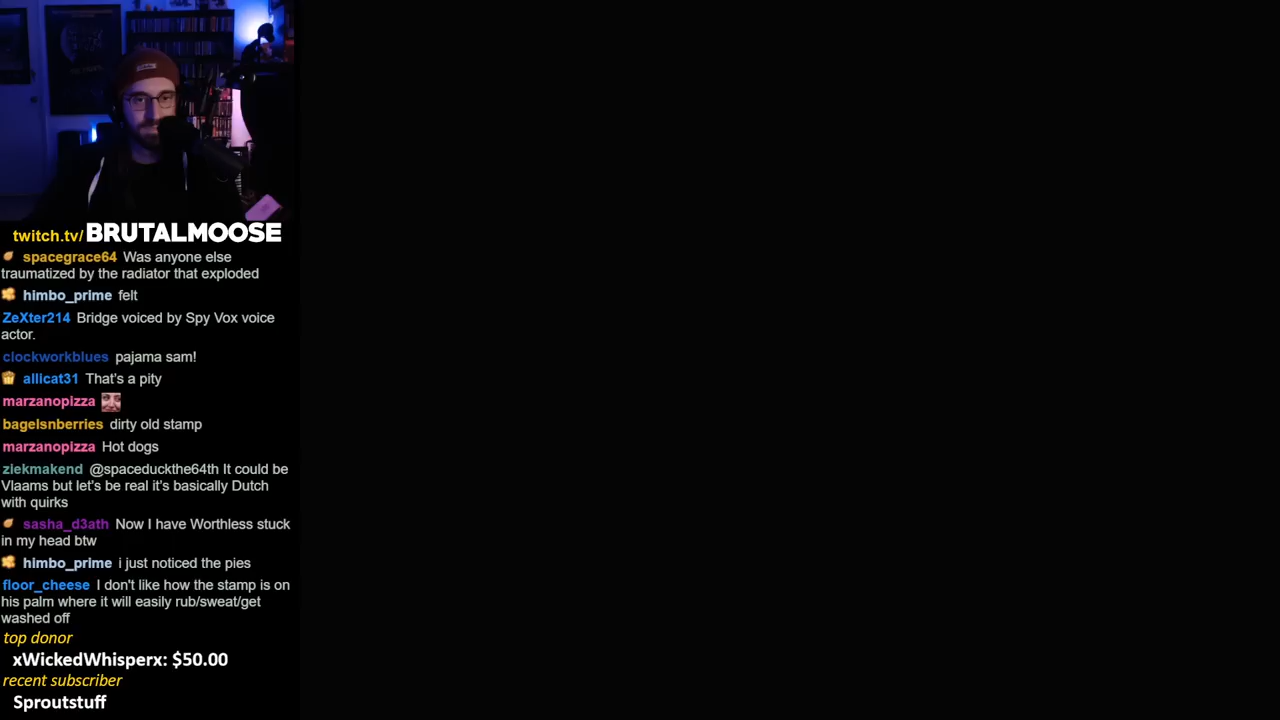 twitch.tv/BRUTALMOOSE
spacegrace64 Was anyone else
traumatized by the radiator that exploded
himbo_prime felt
ZeXter214 Bridge voiced by Spy Vox voice
actor.
clockworkblues pajama sam!
allicat31 That's a pity
marzanopizza
bagelsnberries dirty old stamp
marzanopizza Hot dogs
ziekmakend @spaceduckthe64th It could be
Vlaams but let's be real it's basically Dutch
with quirks
sasha_d3ath Now I have Worthless stuck
in my head btw
himbo_prime i just noticed the pies
floor_cheese I don't like how the stamp is on
his palm where it will easily rub/sweat/get
washed off
top donor
xWickedWhisperx: $50.00
recent subscriber
Sproutstuff